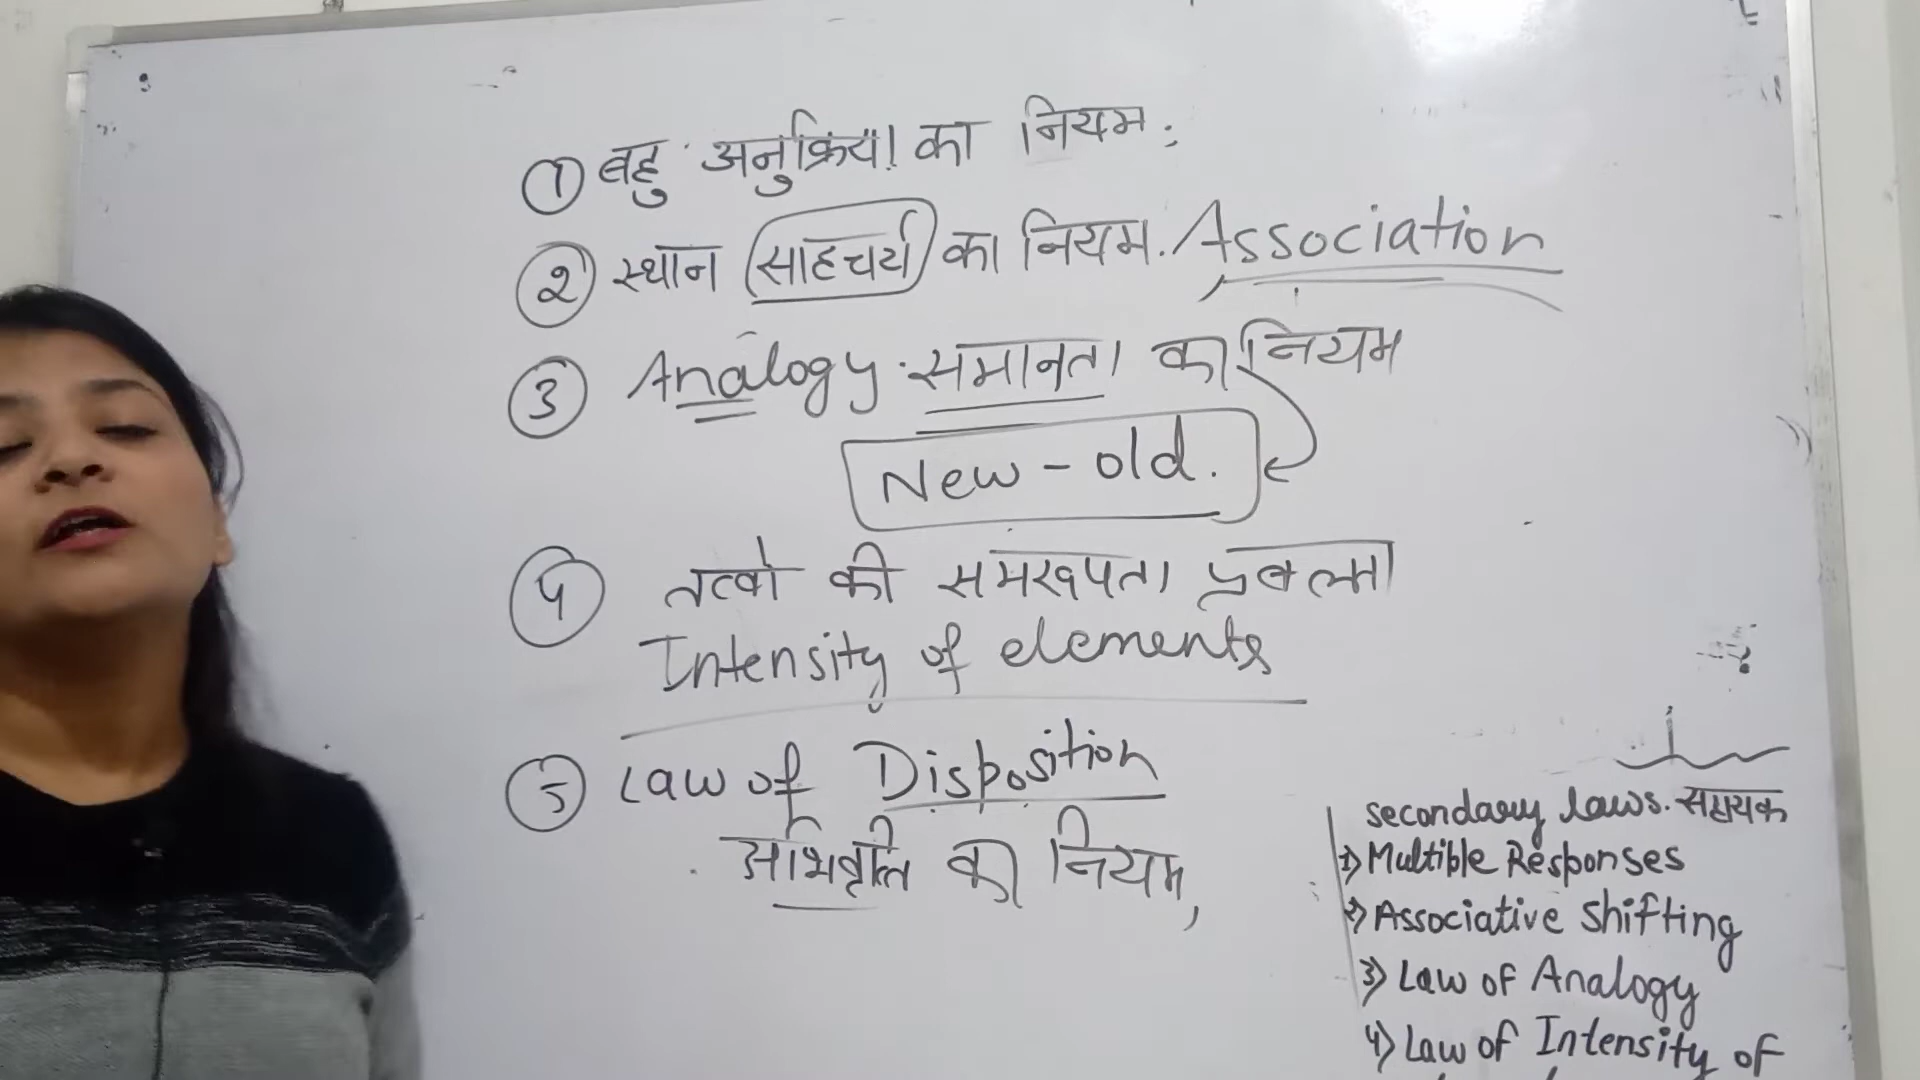 ① बहु अनुक्रिया का नियम :
② स्थान साहचर्य का नियम. Association
③ Analogy. समानता का नियम
New - old.
④ तत्वो की समरूपता प्रबलता
Intensity of elements
⑤ Law of Disposition
अभिवृत्ति का नियम,
secondary laws. सहायक
1) Multible Responses
2) Associative Shifting
3) Law of Analogy
4) Law of Intensity of